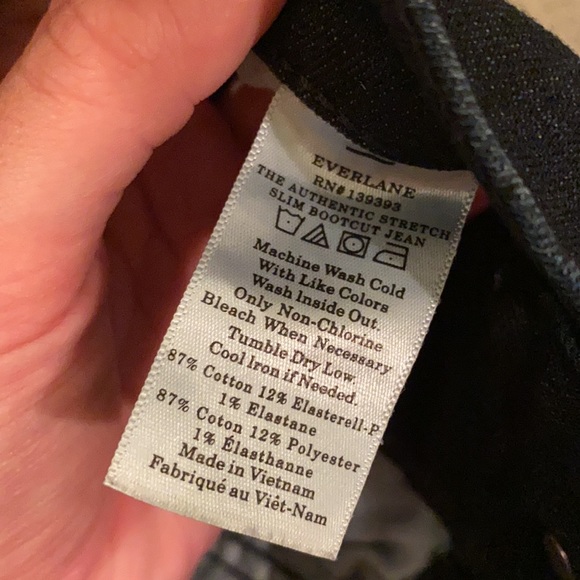 EVERLANE
RN# 139393
THE AUTHENTIC STRETCH
SLIM BOOTCUT JEAN
Machine Wash Cold
With Like Colors
Wash Inside Out.
Only Non-Chlorine
Bleach When Necessary
Tumble Dry Low.
Cool Iron if Needed.
87% Cotton 12% Elasterell-P
1% Elastane
87% Coton 12% Polyester
1% Élasthanne
Made in Vietnam
Fabriqué au Viêt-Nam